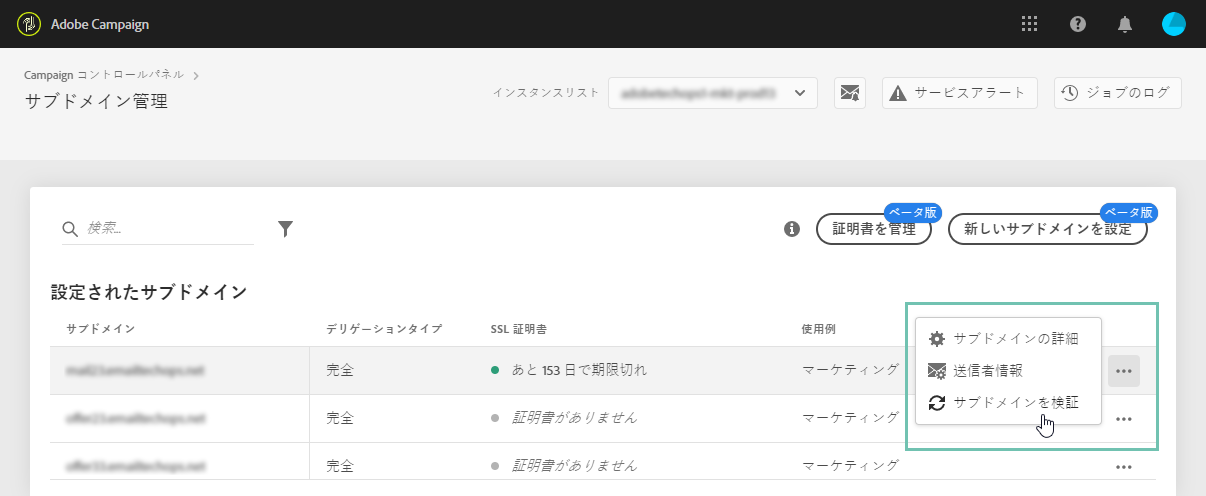 Adobe Campaign
Campaign コントロールパネル
サブドメイン管理
インスタンスリスト
サービスアラート
ジョブのログ
検索...
証明書を管理
ベータ版
新しいサブドメインを設定
ベータ版
設定されたサブドメイン
サブドメイン デリゲーションタイプ SSL 証明書 使用例
完全 あと 153 日で期限切れ マーケティング
完全 証明書がありません マーケティング
完全 証明書がありません マーケティング
サブドメインの詳細
送信者情報
サブドメインを検証